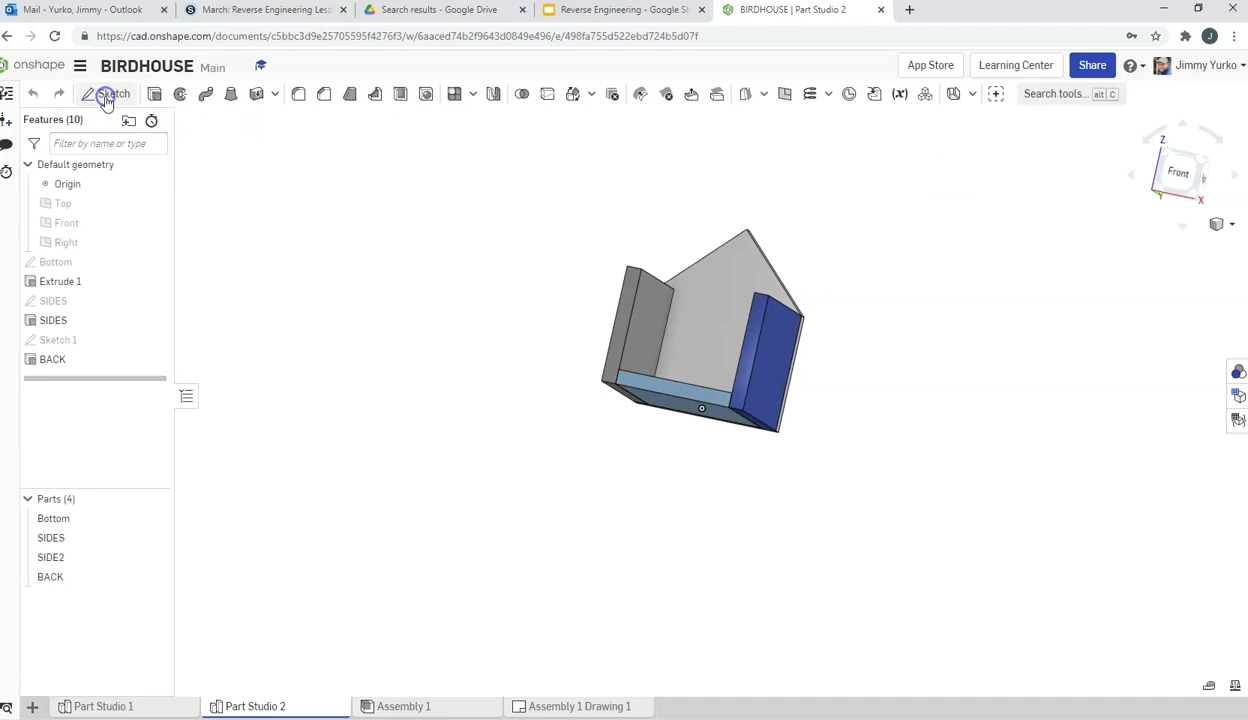 Mail - Yurko, Jimmy - Outlook
March: Reverse Engineering Less
Search results - Google Drive
Reverse Engineering - Google Sl
BIRDHOUSE | Part Studio 2
https://cad.onshape.com/documents/c5bbc3d9e25705595f4276f3/w/6aaced74b2f9643d0849e496/e/498fa755d522ebd724b5d07f
J
onshape
BIRDHOUSE Main
App Store
Learning Center
Share
Jimmy Yurko
Sketch
Search tools... alt C
Features (10)
Filter by name or type
Default geometry
Origin
Top
Front
Right
Bottom
Extrude 1
SIDES
SIDES
Sketch 1
BACK
Z
Front
X
Parts (4)
Bottom
SIDES
SIDE2
BACK
Part Studio 1
Part Studio 2
Assembly 1
Assembly 1 Drawing 1